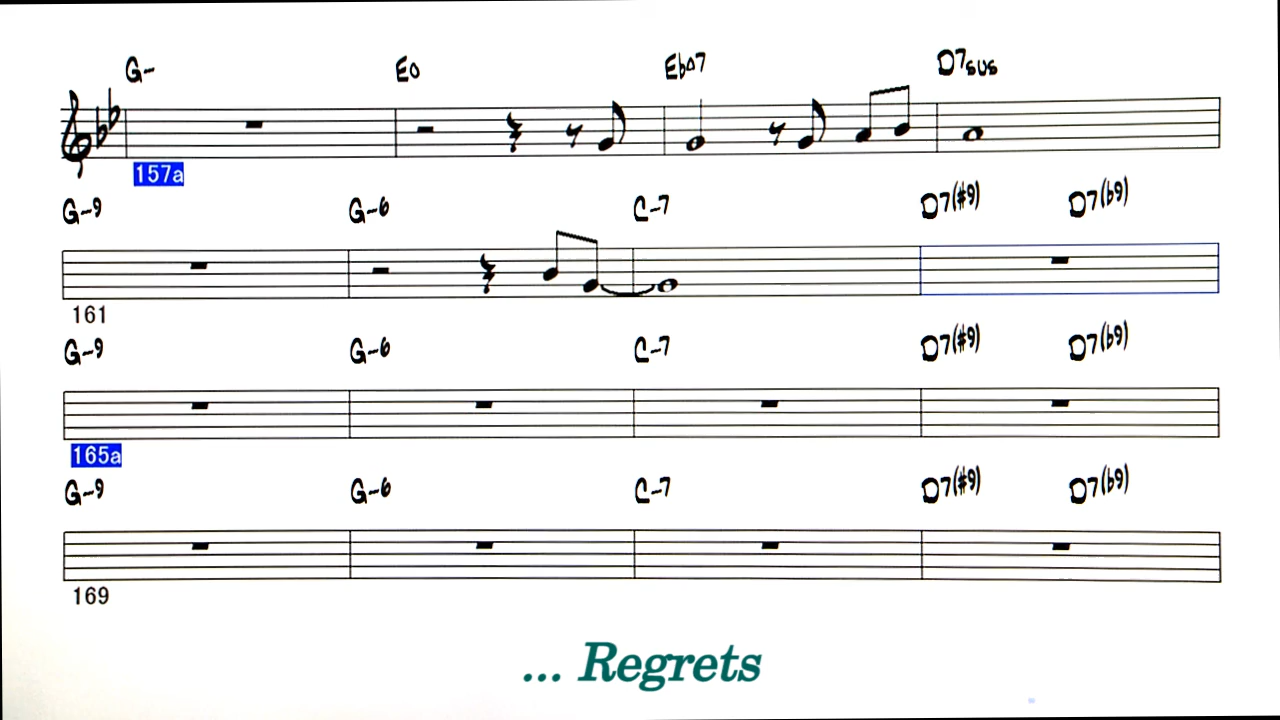 G- Eo E♭△7 D7sus
157a
G-9 G-6 C-7 D7(#9) D7(b9)
161
G-9 G-6 C-7 D7(#9) D7(b9)
165a
G-9 G-6 C-7 D7(#9) D7(b9)
169
... Regrets